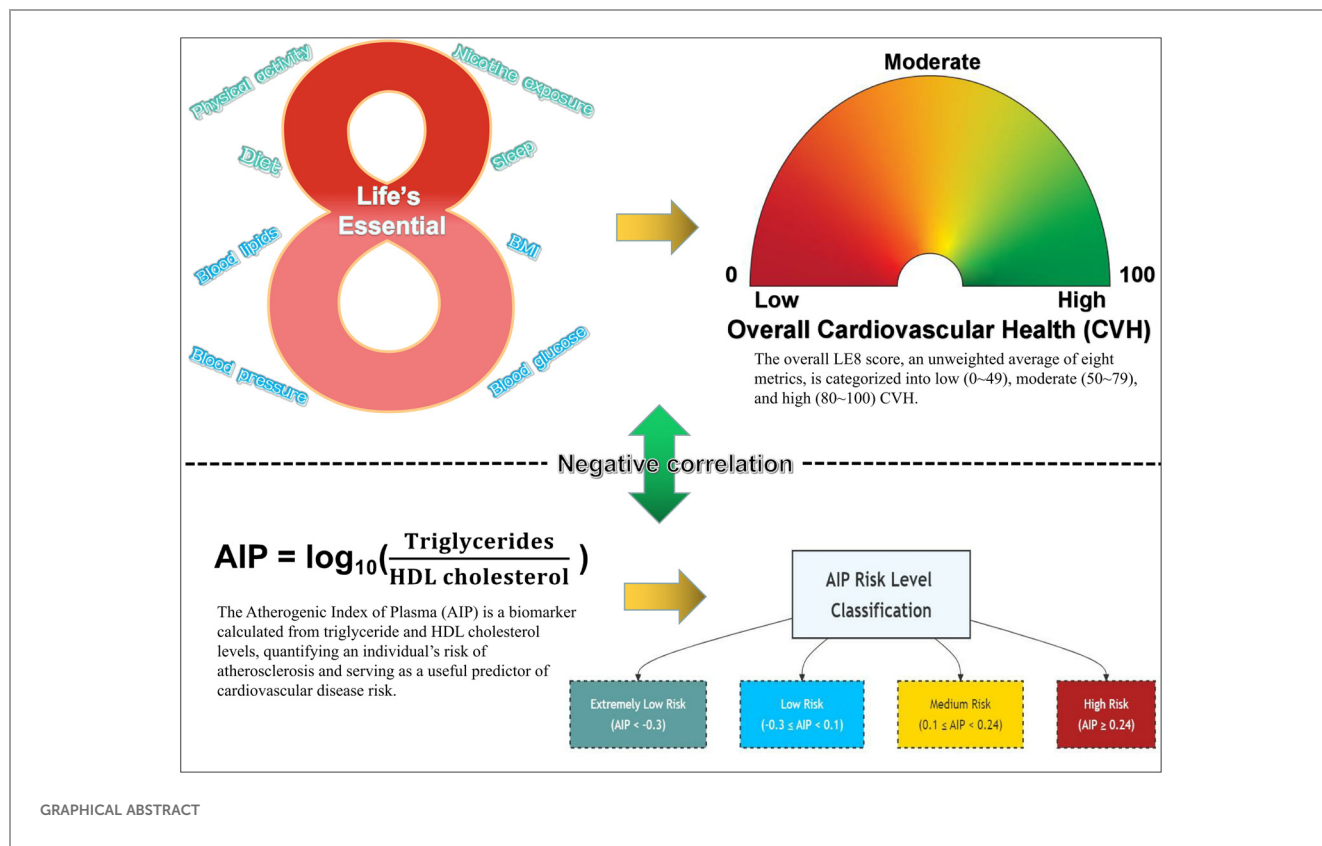 Physical activity
Nicotine exposure
Diet
Sleep
Life's
Essential
Blood lipids
BMI
Blood pressure
Blood glucose
Moderate
0
100
Low
High
Overall Cardiovascular Health (CVH)
The overall LE8 score, an unweighted average of eight
metrics, is categorized into low (0~49), moderate (50~79),
and high (80~100) CVH.
8
Negative correlation
AIP = log₁₀(Triglycerides/HDL cholesterol)
The Atherogenic Index of Plasma (AIP) is a biomarker
calculated from triglyceride and HDL cholesterol
levels, quantifying an individual's risk of
atherosclerosis and serving as a useful predictor of
cardiovascular disease risk.
AIP Risk Level
Classification
Extremely Low Risk
(AIP < -0.3)
Low Risk
(-0.3 ≤ AIP < 0.1)
Medium Risk
(0.1 ≤ AIP < 0.24)
High Risk
(AIP ≥ 0.24)
GRAPHICAL ABSTRACT